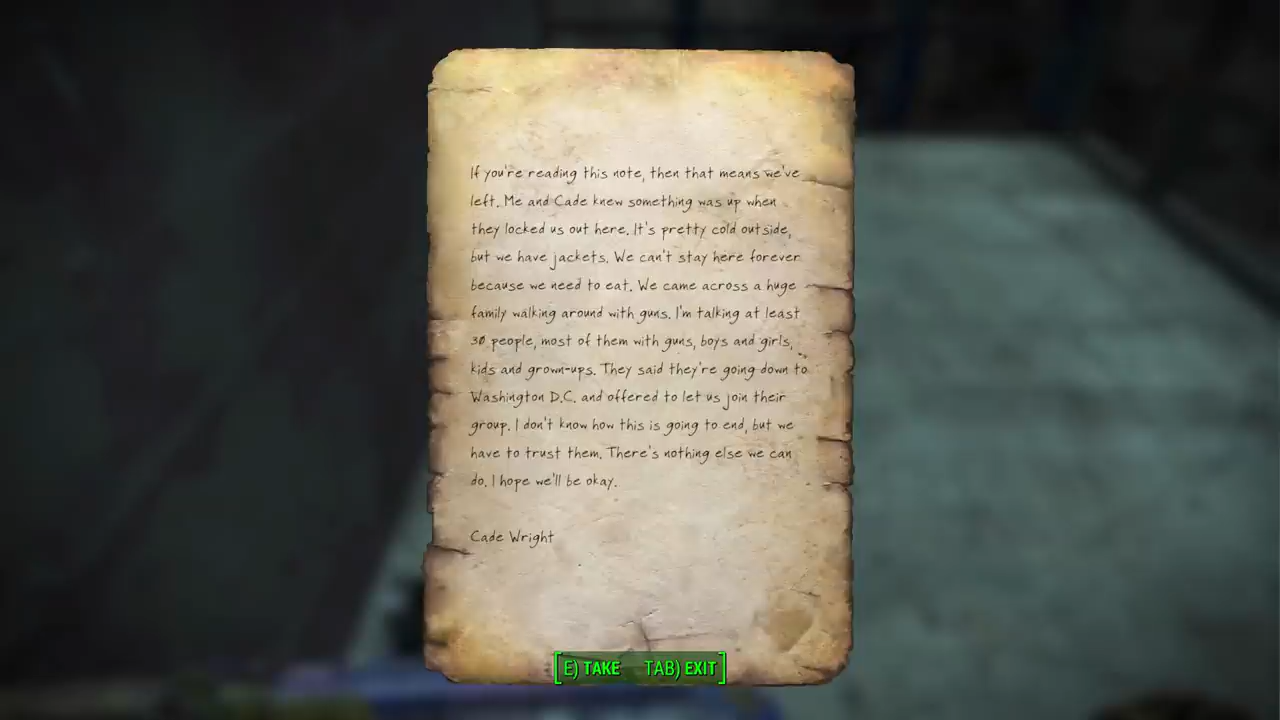 If you're reading this note, then that means we've
left. Me and Cade knew something was up when
they locked us out here. It's pretty cold outside,
but we have jackets. We can't stay here forever
because we need to eat. We came across a huge
family walking around with guns. I'm talking at least
30 people, most of them with guns, boys and girls,
kids and grown-ups. They said they're going down to
Washington D.C. and offered to let us join their
group. I don't know how this is going to end, but we
have to trust them. There's nothing else we can
do. I hope we'll be okay.
Cade Wright
E) TAKE TAB) EXIT